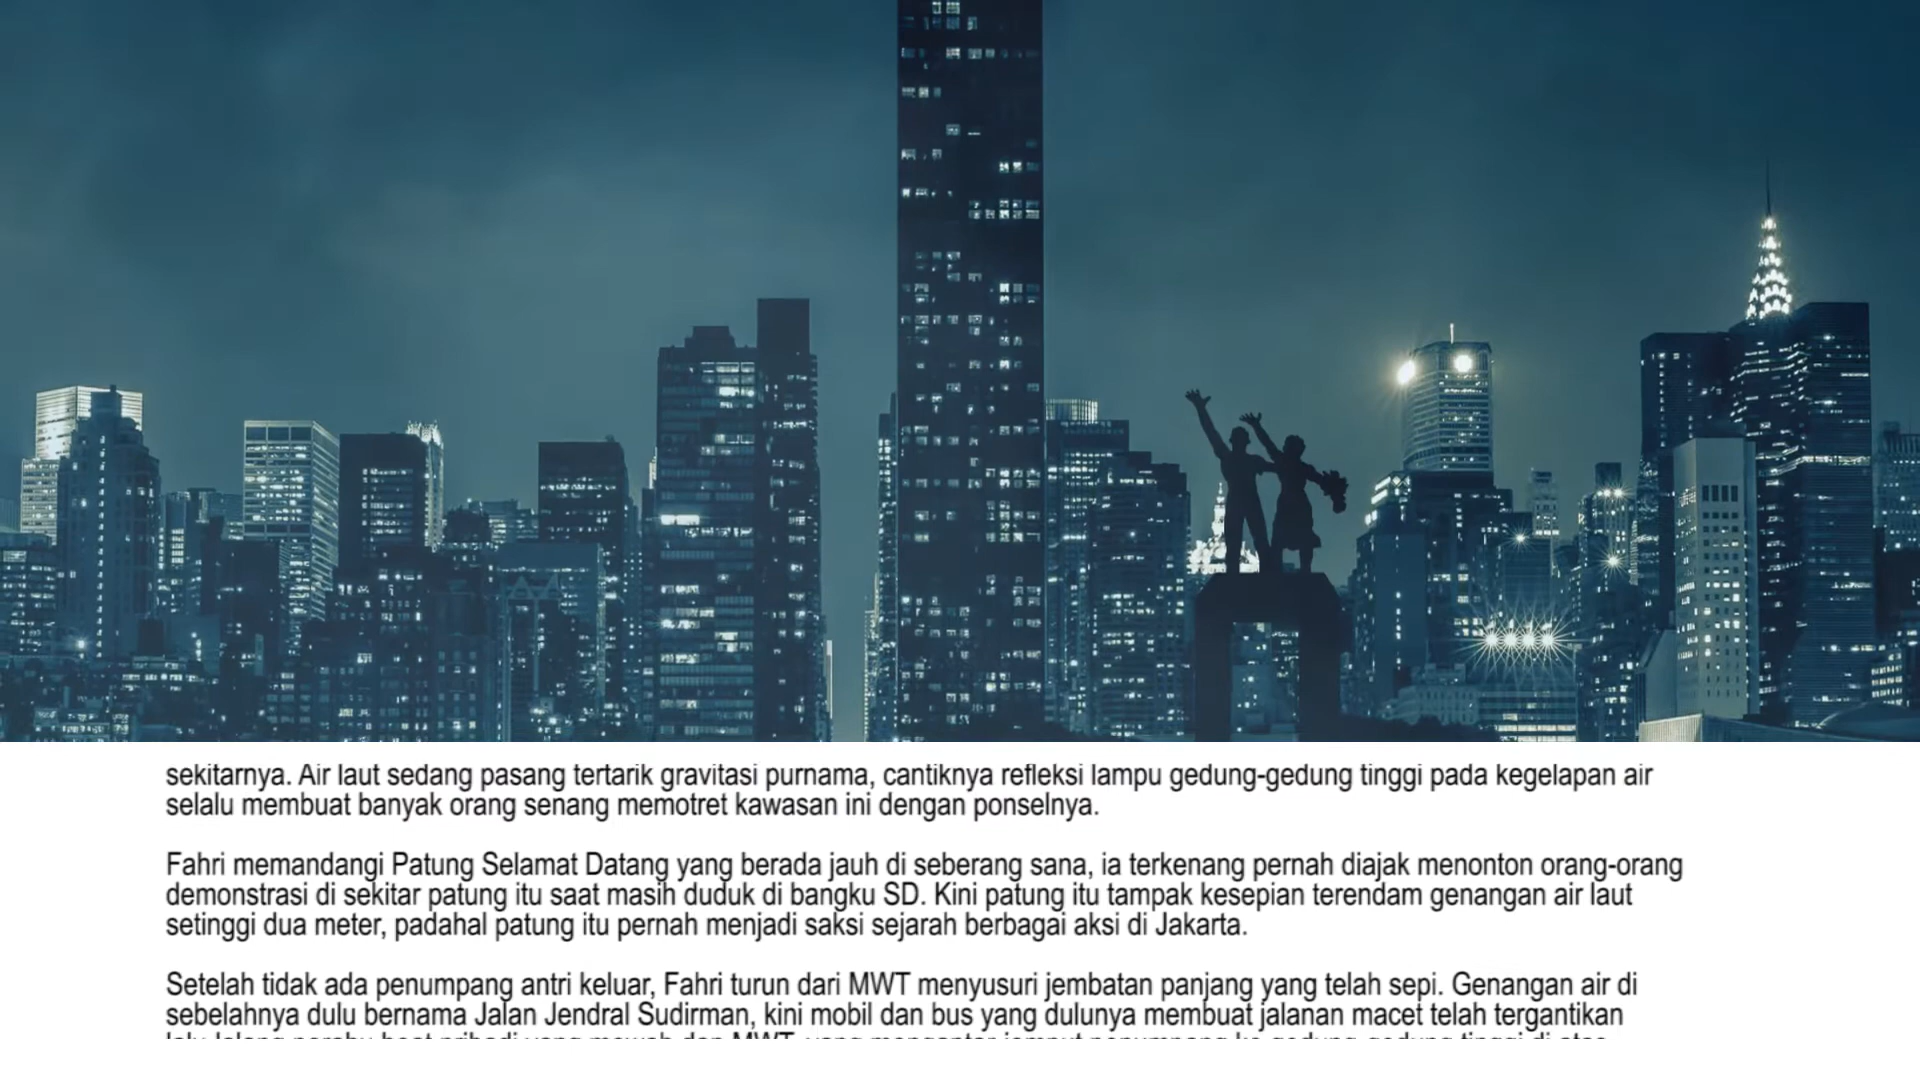 sekitarnya. Air laut sedang pasang tertarik gravitasi purnama, cantiknya refleksi lampu gedung-gedung tinggi pada kegelapan air
selalu membuat banyak orang senang memotret kawasan ini dengan ponselnya.
Fahri memandangi Patung Selamat Datang yang berada jauh di seberang sana, ia terkenang pernah diajak menonton orang-orang
demonstrasi di sekitar patung itu saat masih duduk di bangku SD. Kini patung itu tampak kesepian terendam genangan air laut
setinggi dua meter, padahal patung itu pernah menjadi saksi sejarah berbagai aksi di Jakarta.
Setelah tidak ada penumpang antri keluar, Fahri turun dari MWT menyusuri jembatan panjang yang telah sepi. Genangan air di
sebelahnya dulu bernama Jalan Jendral Sudirman, kini mobil dan bus yang dulunya membuat jalanan macet telah tergantikan